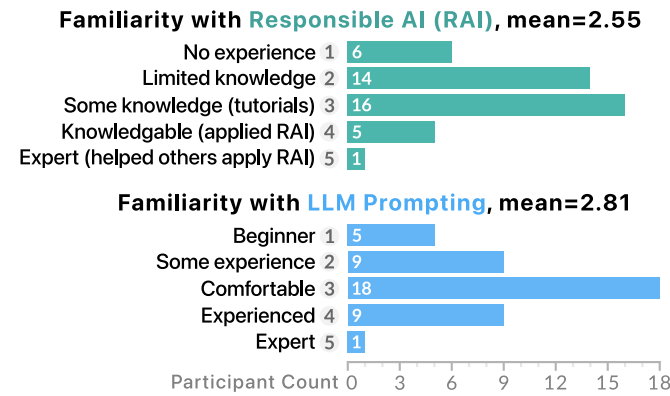 Familiarity with Responsible AI (RAI), mean=2.55
No experience 1 6
Limited knowledge 2 14
Some knowledge (tutorials) 3 16
Knowledgable (applied RAI) 4 5
Expert (helped others apply RAI) 5 1
Familiarity with LLM Prompting, mean=2.81
Beginner 1 5
Some experience 2 9
Comfortable 3 18
Experienced 4 9
Expert 5 1
Participant Count 0 3 6 9 12 15 18